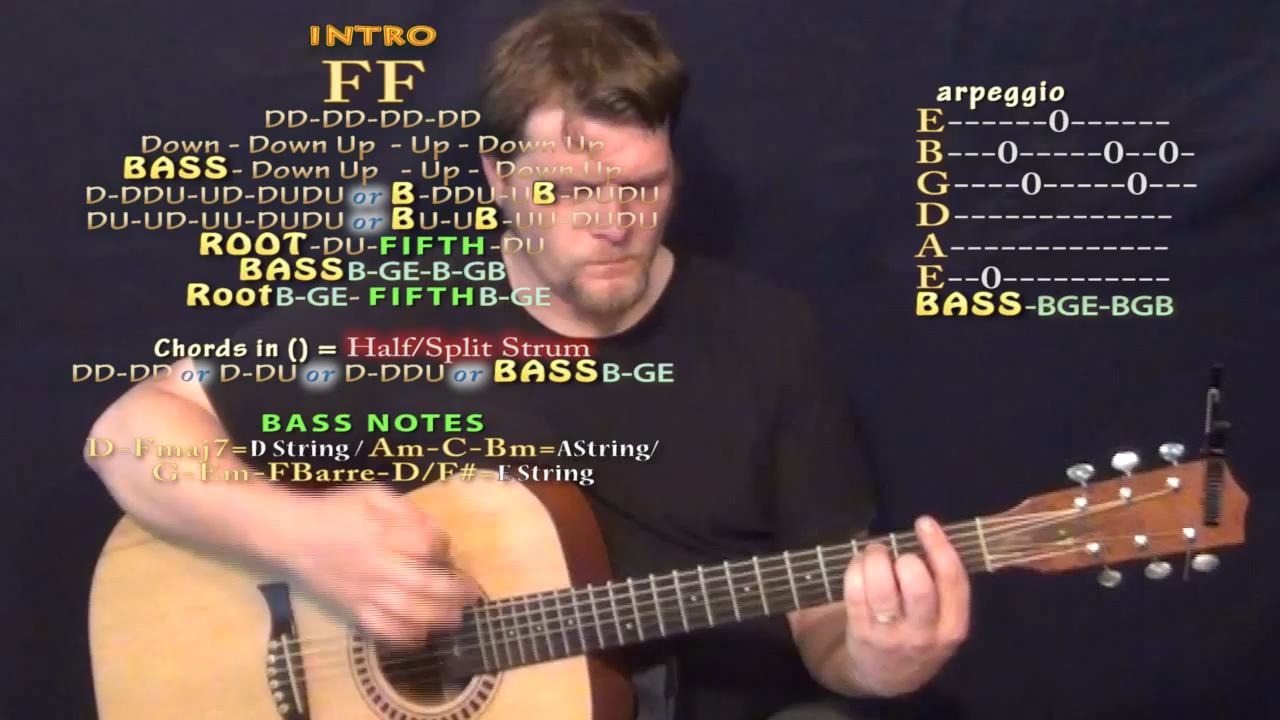 INTRO
FF
DD-DD-DD-DD
Down - Down Up - Up - Down Up
BASS - Down Up - Up - Down Up
D-DDU-UD-DUDU or B-DDU-UB-DUDU
DU-UD-UU-DUDU or BU-UB-UU-DUDU
ROOT-DU-FIFTH-DU
BASSB-GE-B-GB
RootB-GE- FIFTHB-GE
Chords in () = Half/Split Strum
DD-DD or D-DU or D-DDU or BASSB-GE
BASS NOTES
D-Fmaj7=D String / Am-C-Bm=AString/
G-Em-FBarre-D/F#=E String
arpeggio
E------0------
B---0-----0--0-
G----0-----0---
D-------------
A-------------
E--0----------
BASS-BGE-BGB